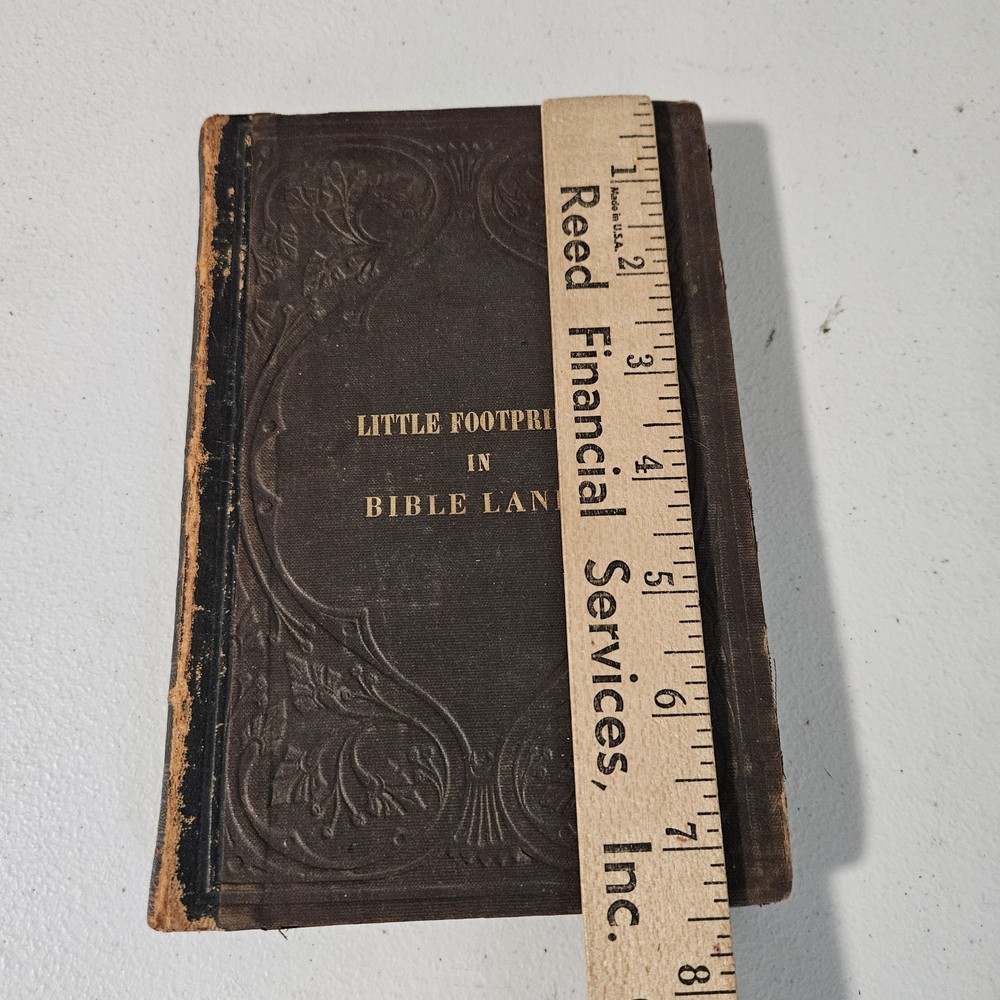 LITTLE FOOTPRI
IN
BIBLE LAN
Reed Financial Services, Inc.
Made in U.S.A.
1
2
3
4
5
6
7
8